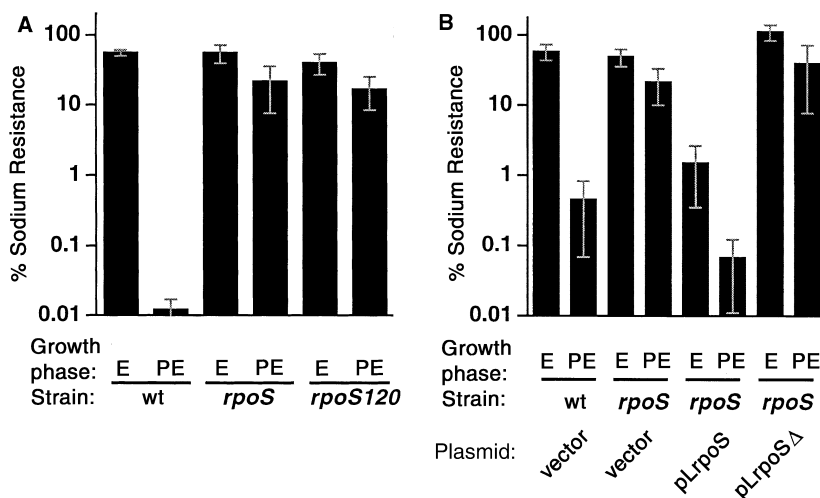 A
% Sodium Resistance
100
10
1
0.1
0.01
Growth
phase:
E PE E PE E PE
Strain: wt rpoS rpoS120
B
% Sodium Resistance
100
10
1
0.1
0.01
Growth
phase:
E PE E PE E PE E PE
Strain: wt rpoS rpoS rpoS
Plasmid: vector vector pLrpoS pLrpoSΔ